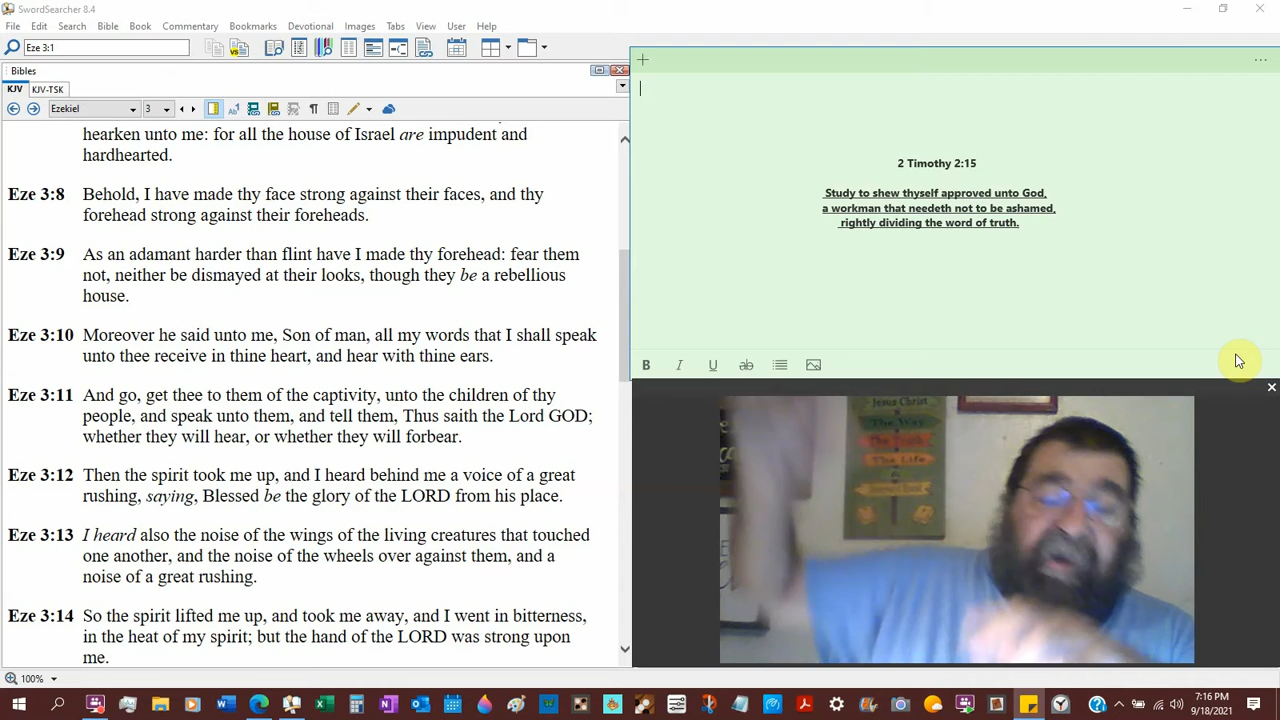 SwordSearcher 8.4
File Edit Search Bible Book Commentary Bookmarks Devotional Images Tabs View User Help
Eze 3:1
Bibles
KJV KJV-TSK
Ezekiel 3
hearken unto me: for all the house of Israel are impudent and
hardhearted.
Eze 3:8 Behold, I have made thy face strong against their faces, and thy
forehead strong against their foreheads.
Eze 3:9 As an adamant harder than flint have I made thy forehead: fear them
not, neither be dismayed at their looks, though they be a rebellious
house.
Eze 3:10 Moreover he said unto me, Son of man, all my words that I shall speak
unto thee receive in thine heart, and hear with thine ears.
Eze 3:11 And go, get thee to them of the captivity, unto the children of thy
people, and speak unto them, and tell them, Thus saith the Lord GOD;
whether they will hear, or whether they will forbear.
Eze 3:12 Then the spirit took me up, and I heard behind me a voice of a great
rushing, saying, Blessed be the glory of the LORD from his place.
Eze 3:13 I heard also the noise of the wings of the living creatures that touched
one another, and the noise of the wheels over against them, and a
noise of a great rushing.
Eze 3:14 So the spirit lifted me up, and took me away, and I went in bitterness,
in the heat of my spirit; but the hand of the LORD was strong upon
me.
100%
2 Timothy 2:15
Study to shew thyself approved unto God,
a workman that needeth not to be ashamed,
rightly dividing the word of truth.
B I U ab
Jesus Christ
The Way
The Truth
The Life
7:16 PM
9/18/2021